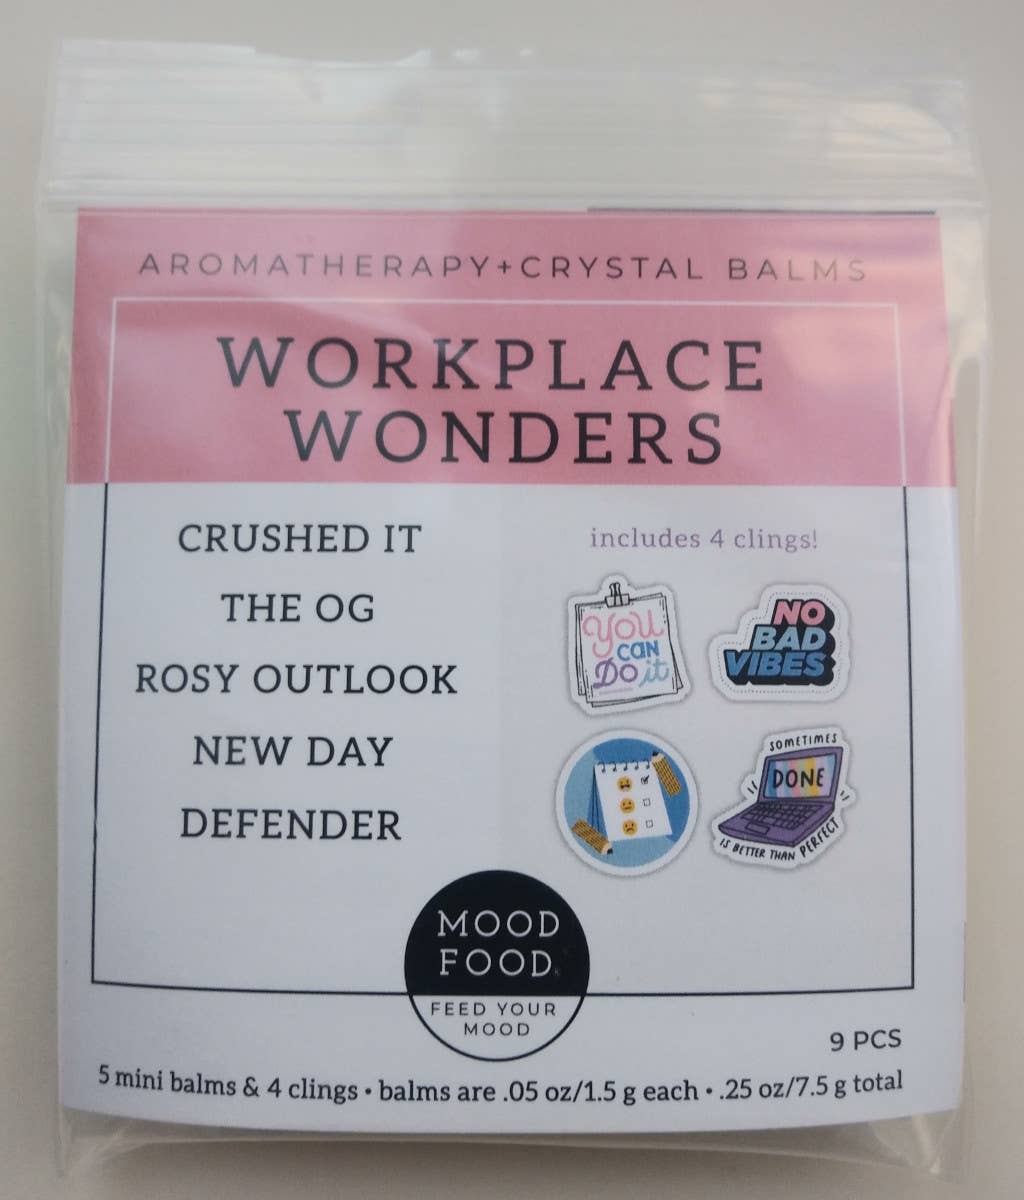 AROMATHERAPY+CRYSTAL BALMS
WORKPLACE
WONDERS
CRUSHED IT
THE OG
ROSY OUTLOOK
NEW DAY
DEFENDER
includes 4 clings!
YOU
CAN
DO it
NO
BAD
VIBES
SOMETIMES
DONE
IS BETTER THAN PERFECT
MOOD
FOOD
FEED YOUR
MOOD
9 PCS
5 mini balms & 4 clings • balms are .05 oz/1.5 g each • .25 oz/7.5 g total